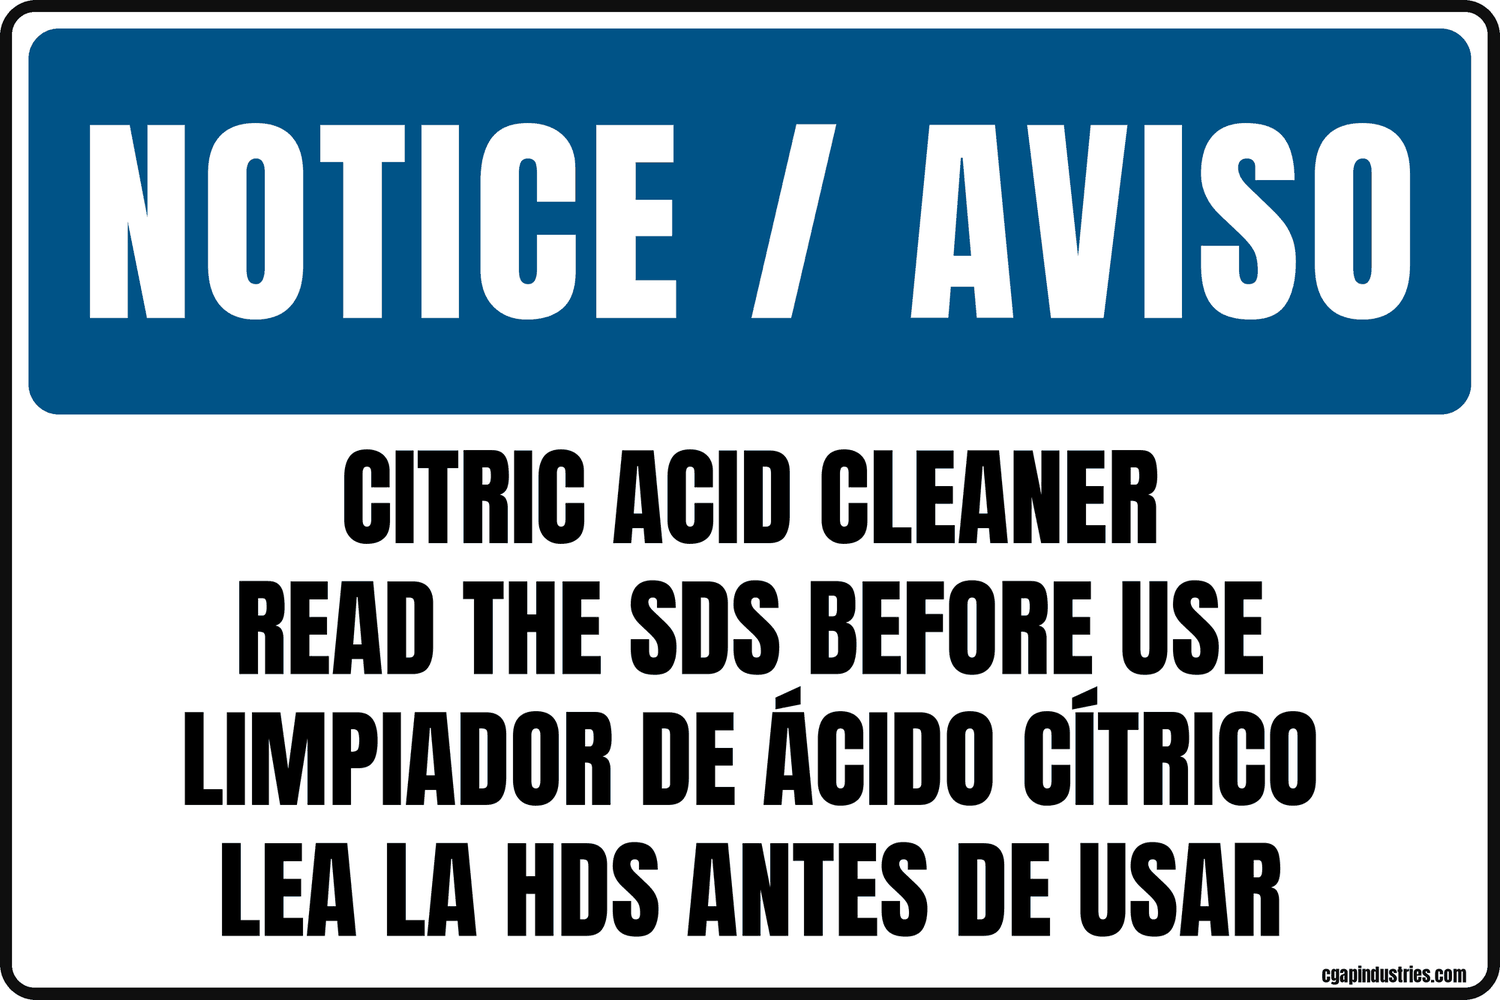 NOTICE / AVISO
CITRIC ACID CLEANER
READ THE SDS BEFORE USE
LIMPIADOR DE ÁCIDO CÍTRICO
LEA LA HDS ANTES DE USAR
cgapindustries.com